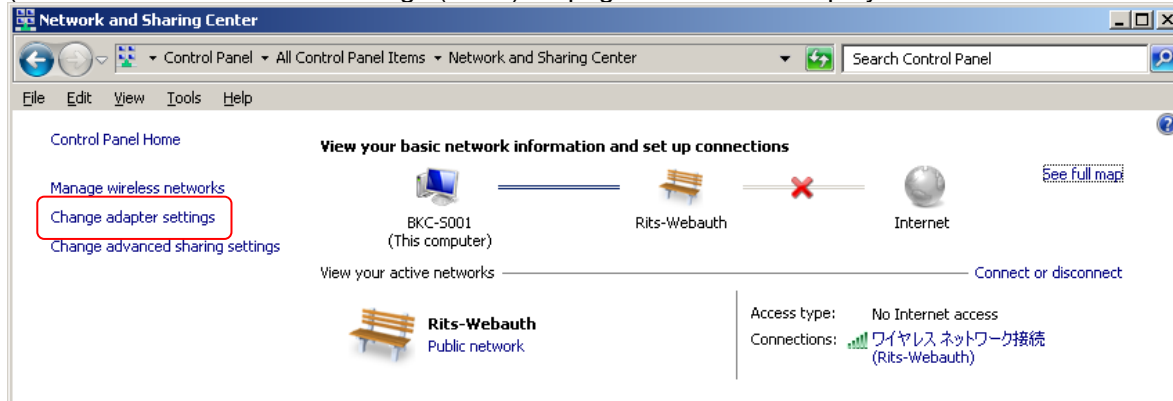 Network and Sharing Center
Control Panel All Control Panel Items Network and Sharing Center Search Control Panel
File Edit View Tools Help
Control Panel Home
Manage wireless networks
Change adapter settings
Change advanced sharing settings
View your basic network information and set up connections
See full map
BKC-S001
(This computer)
Rits-Webauth
Internet
View your active networks
Connect or disconnect
Rits-Webauth
Public network
Access type: No Internet access
Connections: ワイヤレス ネットワーク接続
(Rits-Webauth)